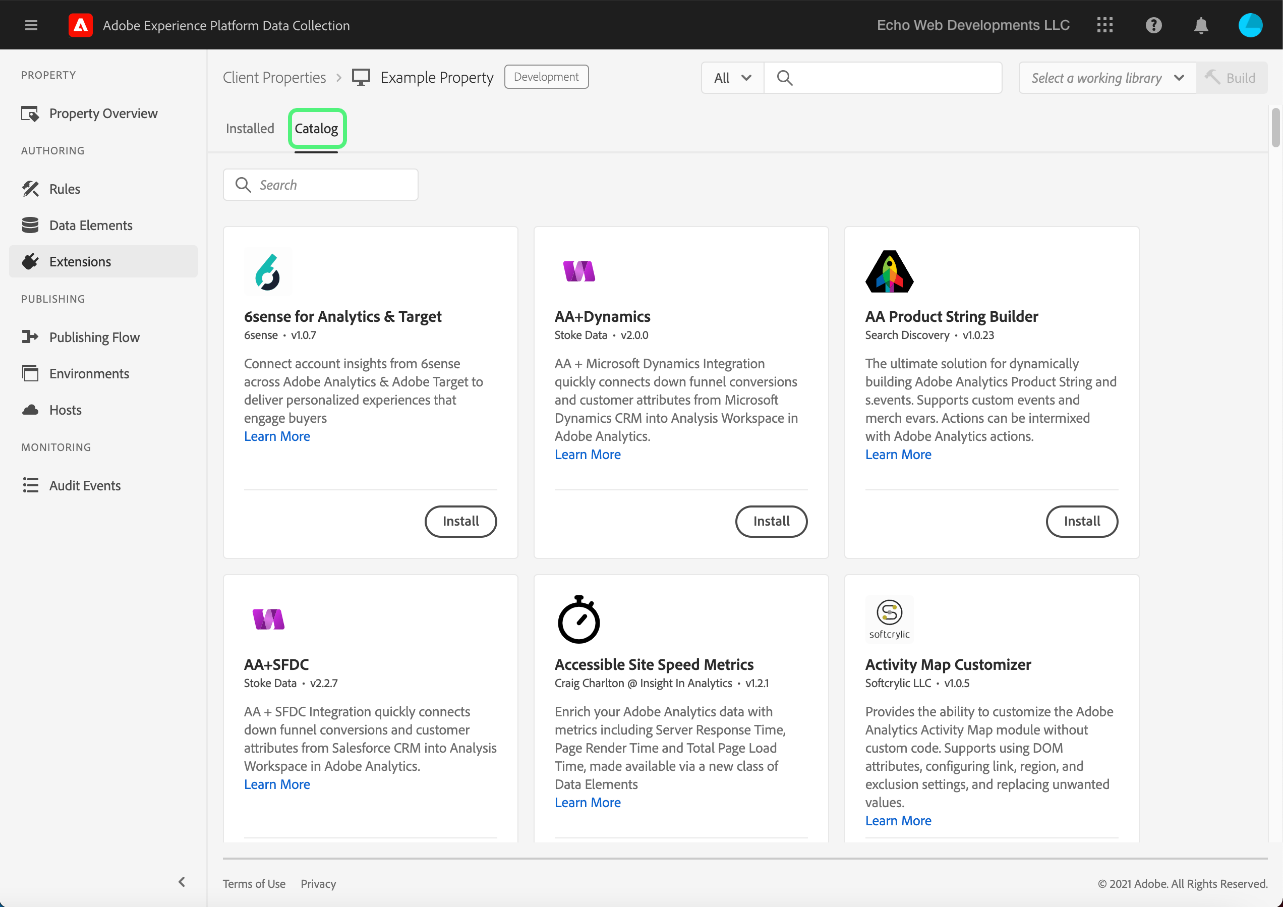 Adobe Experience Platform Data Collection
Echo Web Developments LLC
PROPERTY
Property Overview
AUTHORING
Rules
Data Elements
Extensions
PUBLISHING
Publishing Flow
Environments
Hosts
MONITORING
Audit Events
Client Properties
Example Property
Development
All
Select a working library
Build
Installed
Catalog
Search
6sense for Analytics & Target
6sense • v1.0.7
Connect account insights from 6sense
across Adobe Analytics & Adobe Target to
deliver personalized experiences that
engage buyers
Learn More
Install
AA+Dynamics
Stoke Data • v2.0.0
AA + Microsoft Dynamics Integration
quickly connects down funnel conversions
and customer attributes from Microsoft
Dynamics CRM into Analysis Workspace in
Adobe Analytics.
Learn More
Install
AA Product String Builder
Search Discovery • v1.0.23
The ultimate solution for dynamically
building Adobe Analytics Product String and
s.events. Supports custom events and
merch evars. Actions can be intermixed
with Adobe Analytics actions.
Learn More
Install
AA+SFDC
Stoke Data • v2.2.7
AA + SFDC Integration quickly connects
down funnel conversions and customer
attributes from Salesforce CRM into Analysis
Workspace in Adobe Analytics.
Learn More
Accessible Site Speed Metrics
Craig Charlton @ Insight In Analytics • v1.2.1
Enrich your Adobe Analytics data with
metrics including Server Response Time,
Page Render Time and Total Page Load
Time, made available via a new class of
Data Elements
Learn More
softcrylic
Activity Map Customizer
Softcrylic LLC • v1.0.5
Provides the ability to customize the Adobe
Analytics Activity Map module without
custom code. Supports using DOM
attributes, configuring link, region, and
exclusion settings, and replacing unwanted
values.
Learn More
Terms of Use
Privacy
© 2021 Adobe. All Rights Reserved.